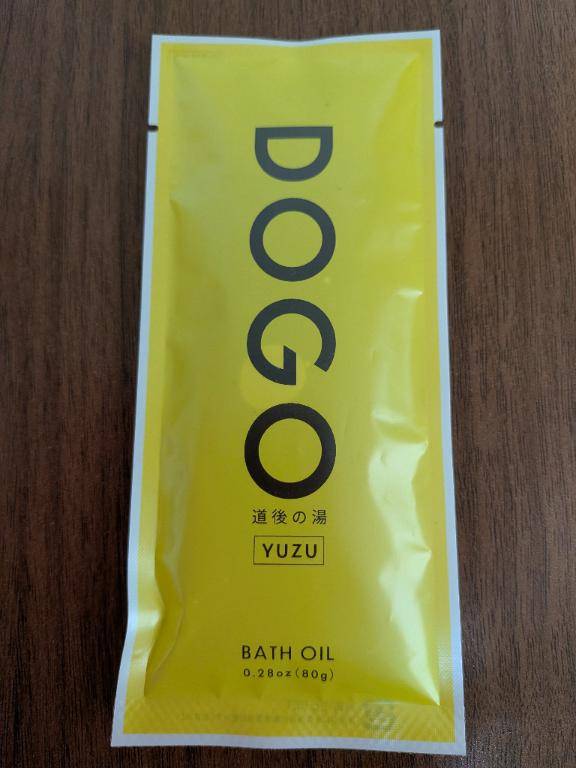 DOGO
道後の湯
YUZU
BATH OIL
0.28oz(80g)